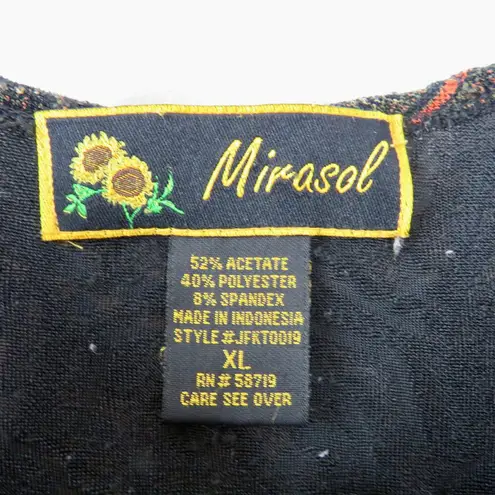 Mirasol
52% ACETATE
40% POLYESTER
8% SPANDEX
MADE IN INDONESIA
STYLE #JFKT0019
XL
RN# 58719
CARE SEE OVER